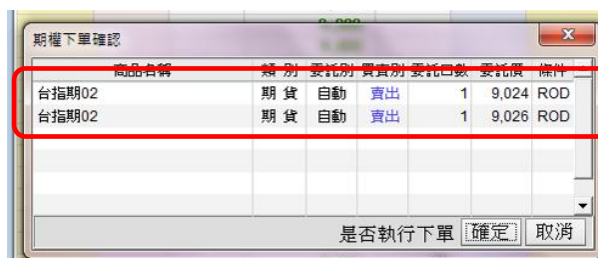 期權下單確認
商品名稱 類別 委託別 買賣別 委託口數 委託價 條件
台指期02 期貨 自動 賣出 1 9,024 ROD
台指期02 期貨 自動 賣出 1 9,026 ROD
是否執行下單 確定 取消